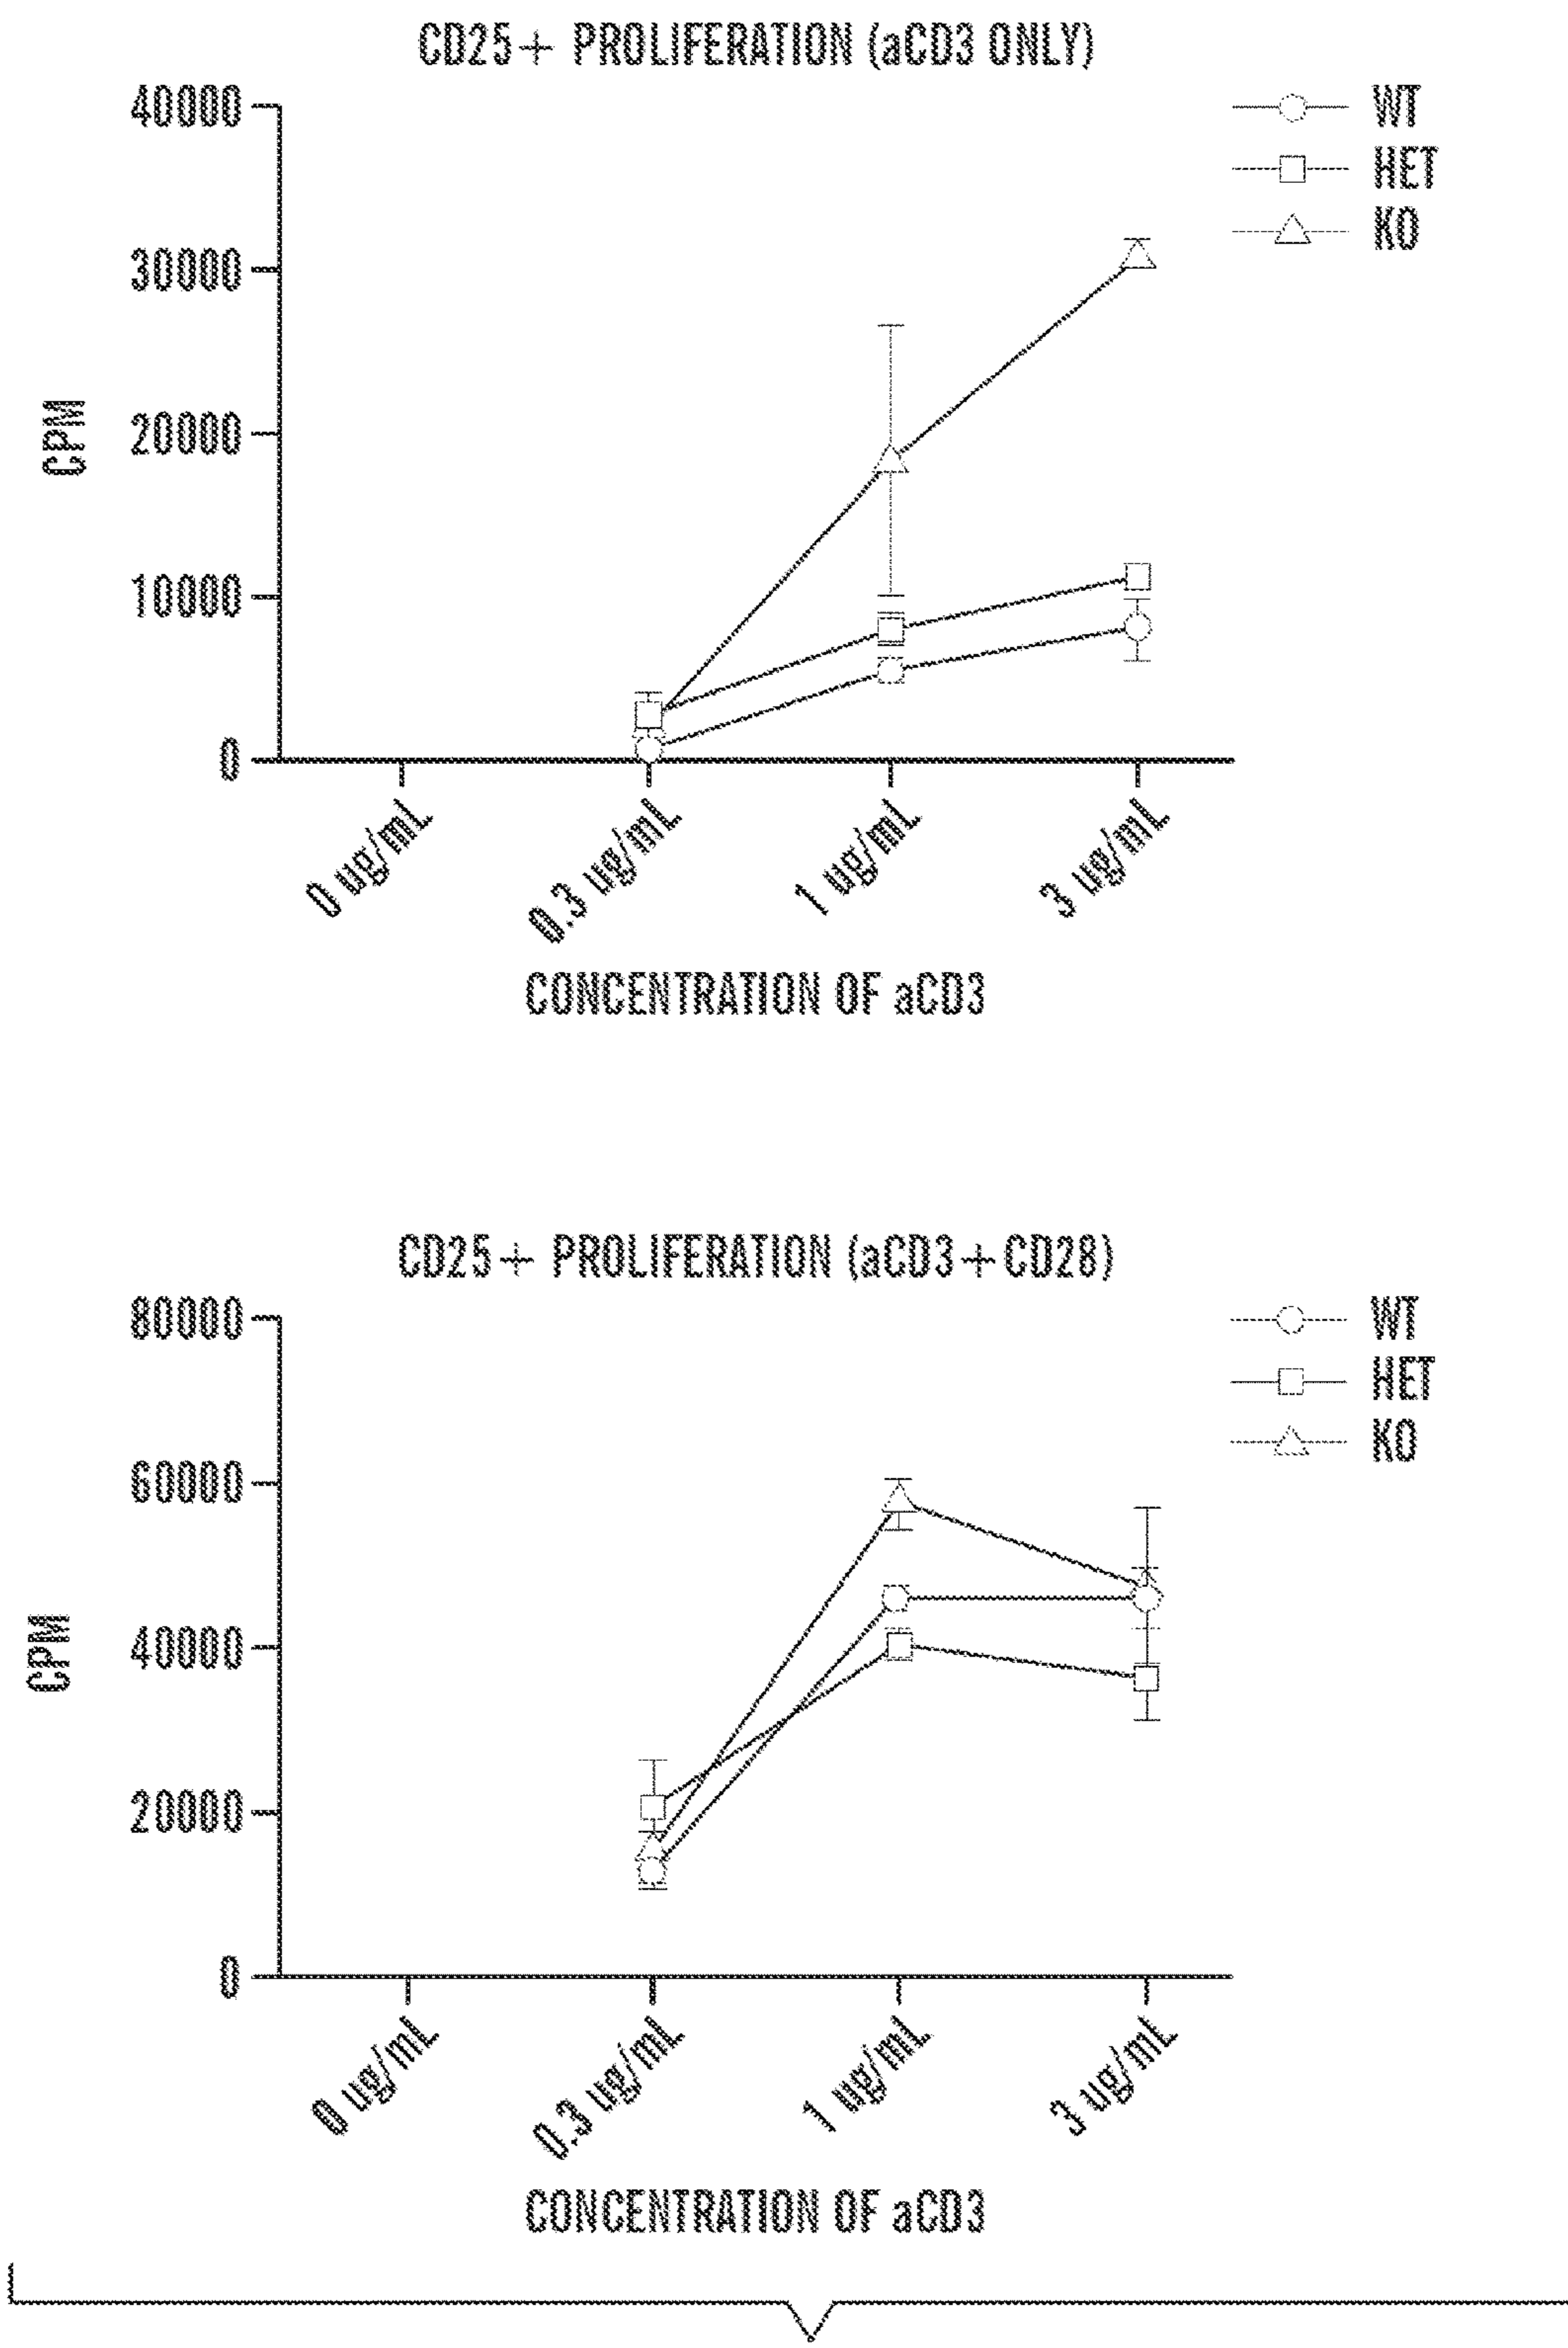 CD25+ PROLIFERATION (aCD3 ONLY)
40000
30000
20000
10000
0
CPM
WT
HET
KO
0 ug/mL
0.3 ug/mL
1 ug/mL
3 ug/mL
CONCENTRATION OF aCD3
CD25+ PROLIFERATION (aCD3+CD28)
80000
60000
40000
20000
0
CPM
WT
HET
KO
0 ug/mL
0.3 ug/mL
1 ug/mL
3 ug/mL
CONCENTRATION OF aCD3